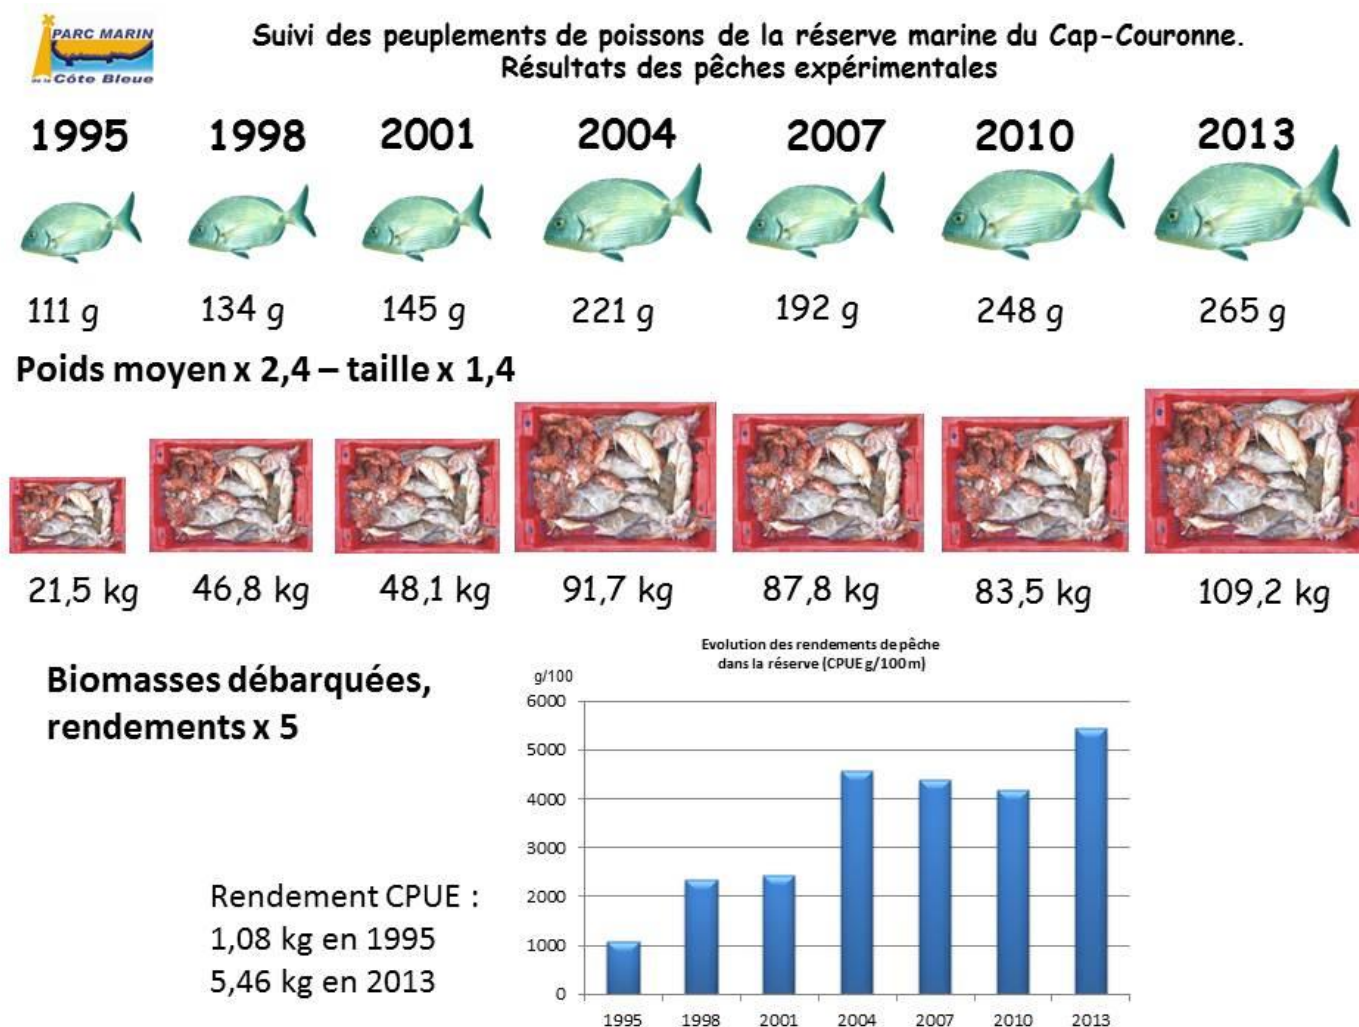 PARC MARIN
de la Côte Bleue
Suivi des peuplements de poissons de la réserve marine du Cap-Couronne.
Résultats des pêches expérimentales
1995 1998 2001 2004 2007 2010 2013
111 g 134 g 145 g 221 g 192 g 248 g 265 g
Poids moyen x 2,4 – taille x 1,4
21,5 kg 46,8 kg 48,1 kg 91,7 kg 87,8 kg 83,5 kg 109,2 kg
Biomasses débarquées,
rendements x 5
Rendement CPUE :
1,08 kg en 1995
5,46 kg en 2013
Evolution des rendements de pêche
dans la réserve (CPUE g/100 m)
g/100
6000
5000
4000
3000
2000
1000
0
1995 1998 2001 2004 2007 2010 2013